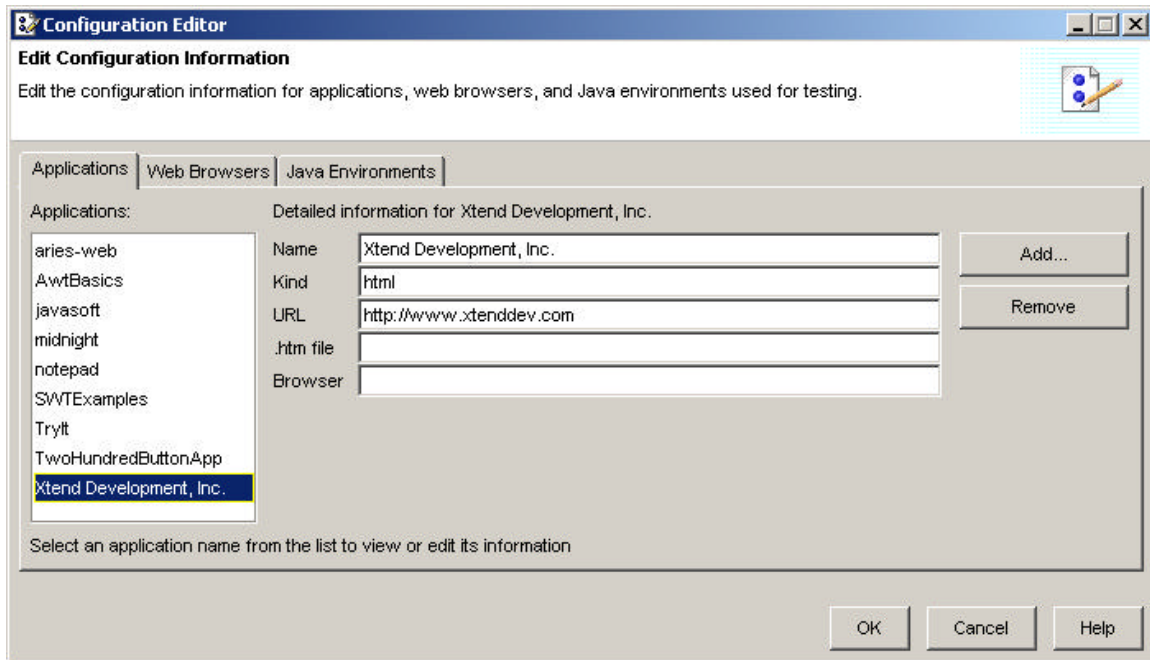 Configuration Editor
Edit Configuration Information
Edit the configuration information for applications, web browsers, and Java environments used for testing.
Applications
Web Browsers
Java Environments
Applications:
Detailed information for Xtend Development, Inc.
aries-web
AwtBasics
javasoft
midnight
notepad
SWTExamples
TryIt
TwoHundredButtonApp
Xtend Development, Inc.
Name
Xtend Development, Inc.
Kind
html
URL
http://www.xtenddev.com
.htm file
Browser
Add...
Remove
Select an application name from the list to view or edit its information
OK
Cancel
Help